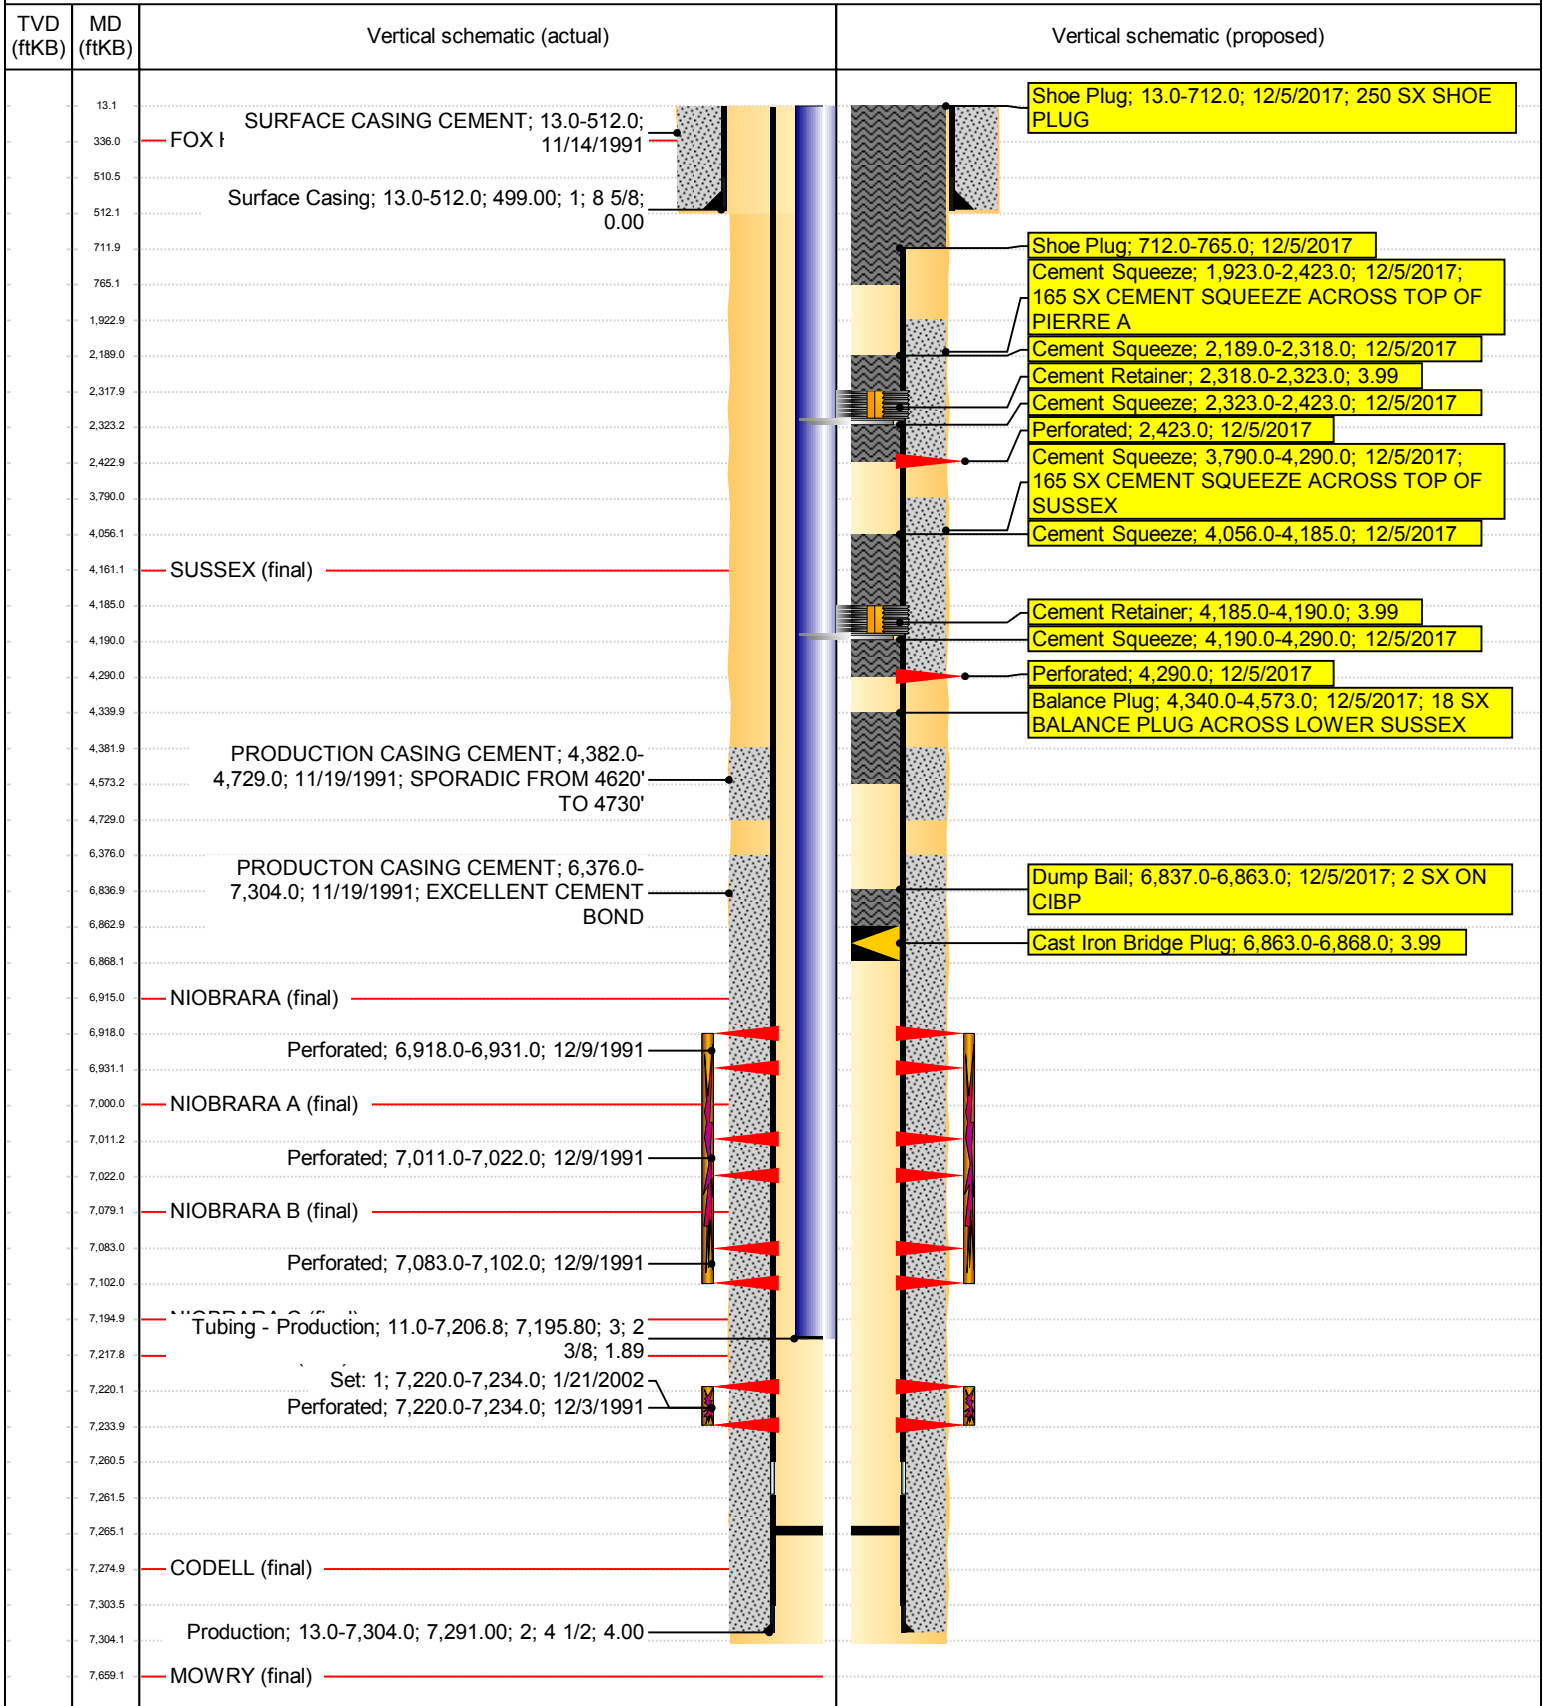 TVD
(ftKB)
MD
(ftKB)
Vertical schematic (actual)
Vertical schematic (proposed)
13.1
336.0
510.5
512.1
711.9
765.1
1,922.9
2,189.0
2,317.9
2,323.2
2,422.9
3,790.0
4,056.1
4,161.1
4,185.0
4,190.0
4,290.0
4,339.9
4,381.9
4,573.2
4,729.0
6,376.0
6,836.9
6,862.9
6,868.1
6,915.0
6,918.0
6,931.1
7,000.0
7,011.2
7,022.0
7,079.1
7,083.0
7,102.0
7,194.9
7,217.8
7,220.1
7,233.9
7,260.5
7,261.5
7,265.1
7,274.9
7,303.5
7,304.1
7,659.1
SURFACE CASING CEMENT; 13.0-512.0;
11/14/1991
FOX
Surface Casing; 13.0-512.0; 499.00; 1; 8 5/8;
0.00
SUSSEX (final)
PRODUCTION CASING CEMENT; 4,382.0-
4,729.0; 11/19/1991; SPORADIC FROM 4620'
TO 4730'
PRODUCTON CASING CEMENT; 6,376.0-
7,304.0; 11/19/1991; EXCELLENT CEMENT
BOND
NIOBRARA (final)
Perforated; 6,918.0-6,931.0; 12/9/1991
NIOBRARA A (final)
Perforated; 7,011.0-7,022.0; 12/9/1991
NIOBRARA B (final)
Perforated; 7,083.0-7,102.0; 12/9/1991
Tubing - Production; 11.0-7,206.8; 7,195.80; 3; 2
3/8; 1.89
Set: 1; 7,220.0-7,234.0; 1/21/2002
Perforated; 7,220.0-7,234.0; 12/3/1991
CODELL (final)
Production; 13.0-7,304.0; 7,291.00; 2; 4 1/2; 4.00
MOWRY (final)
Shoe Plug; 13.0-712.0; 12/5/2017; 250 SX SHOE
PLUG
Shoe Plug; 712.0-765.0; 12/5/2017
Cement Squeeze; 1,923.0-2,423.0; 12/5/2017;
165 SX CEMENT SQUEEZE ACROSS TOP OF
PIERRE A
Cement Squeeze; 2,189.0-2,318.0; 12/5/2017
Cement Retainer; 2,318.0-2,323.0; 3.99
Cement Squeeze; 2,323.0-2,423.0; 12/5/2017
Perforated; 2,423.0; 12/5/2017
Cement Squeeze; 3,790.0-4,290.0; 12/5/2017;
165 SX CEMENT SQUEEZE ACROSS TOP OF
SUSSEX
Cement Squeeze; 4,056.0-4,185.0; 12/5/2017
Cement Retainer; 4,185.0-4,190.0; 3.99
Cement Squeeze; 4,190.0-4,290.0; 12/5/2017
Perforated; 4,290.0; 12/5/2017
Balance Plug; 4,340.0-4,573.0; 12/5/2017; 18 SX
BALANCE PLUG ACROSS LOWER SUSSEX
Dump Bail; 6,837.0-6,863.0; 12/5/2017; 2 SX ON
CIBP
Cast Iron Bridge Plug; 6,863.0-6,868.0; 3.99